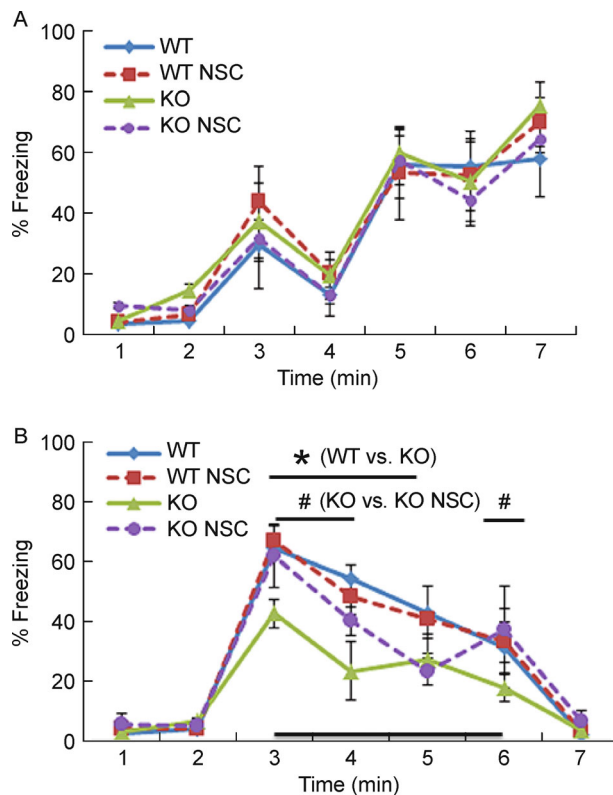 A
100
80
60
40
20
0
% Freezing
WT
WT NSC
KO
KO NSC
1 2 3 4 5 6 7
Time (min)
B
100
80
60
40
20
0
% Freezing
WT
WT NSC
KO
KO NSC
* (WT vs. KO)
# (KO vs. KO NSC) #
1 2 3 4 5 6 7
Time (min)